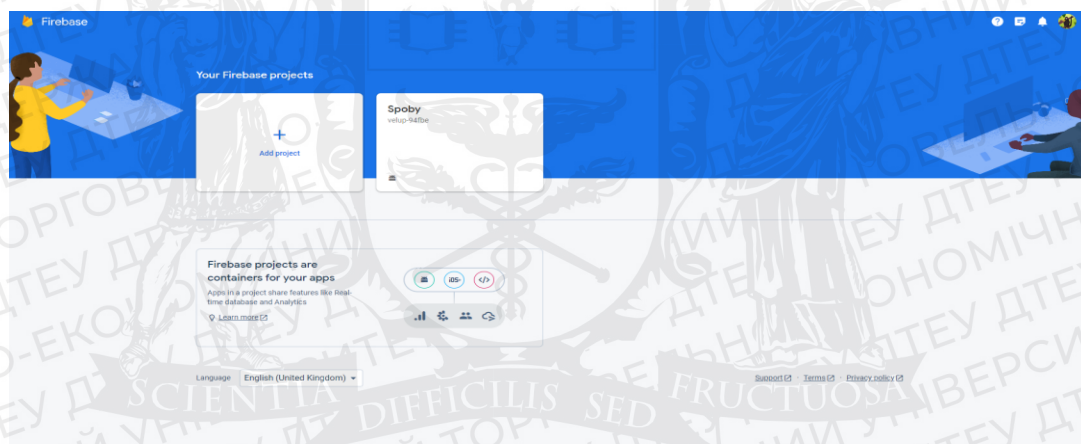 Firebase
Your Firebase projects
Add project
Spoby
velup-94fbe
Firebase projects are
containers for your apps
Apps in a project share features like Real-
time database and Analytics
Learn more
iOS+
Language English (United Kingdom)
Support · Terms · Privacy policy
SCIENTIA DIFFICILIS SED FRUCTUOSA